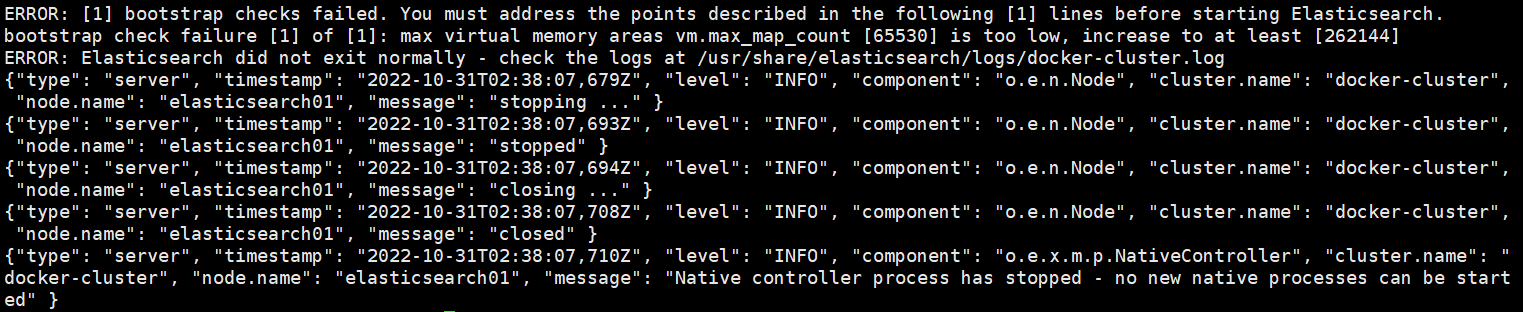 ERROR: [1] bootstrap checks failed. You must address the points described in the following [1] lines before starting Elasticsearch.
bootstrap check failure [1] of [1]: max virtual memory areas vm.max_map_count [65530] is too low, increase to at least [262144]
ERROR: Elasticsearch did not exit normally - check the logs at /usr/share/elasticsearch/logs/docker-cluster.log
{"type": "server", "timestamp": "2022-10-31T02:38:07,679Z", "level": "INFO", "component": "o.e.n.Node", "cluster.name": "docker-cluster",
 "node.name": "elasticsearch01", "message": "stopping ..." }
{"type": "server", "timestamp": "2022-10-31T02:38:07,693Z", "level": "INFO", "component": "o.e.n.Node", "cluster.name": "docker-cluster",
 "node.name": "elasticsearch01", "message": "stopped" }
{"type": "server", "timestamp": "2022-10-31T02:38:07,694Z", "level": "INFO", "component": "o.e.n.Node", "cluster.name": "docker-cluster",
 "node.name": "elasticsearch01", "message": "closing ..." }
{"type": "server", "timestamp": "2022-10-31T02:38:07,708Z", "level": "INFO", "component": "o.e.n.Node", "cluster.name": "docker-cluster",
 "node.name": "elasticsearch01", "message": "closed" }
{"type": "server", "timestamp": "2022-10-31T02:38:07,710Z", "level": "INFO", "component": "o.e.x.m.p.NativeController", "cluster.name": "
docker-cluster", "node.name": "elasticsearch01", "message": "Native controller process has stopped - no new native processes can be start
ed" }